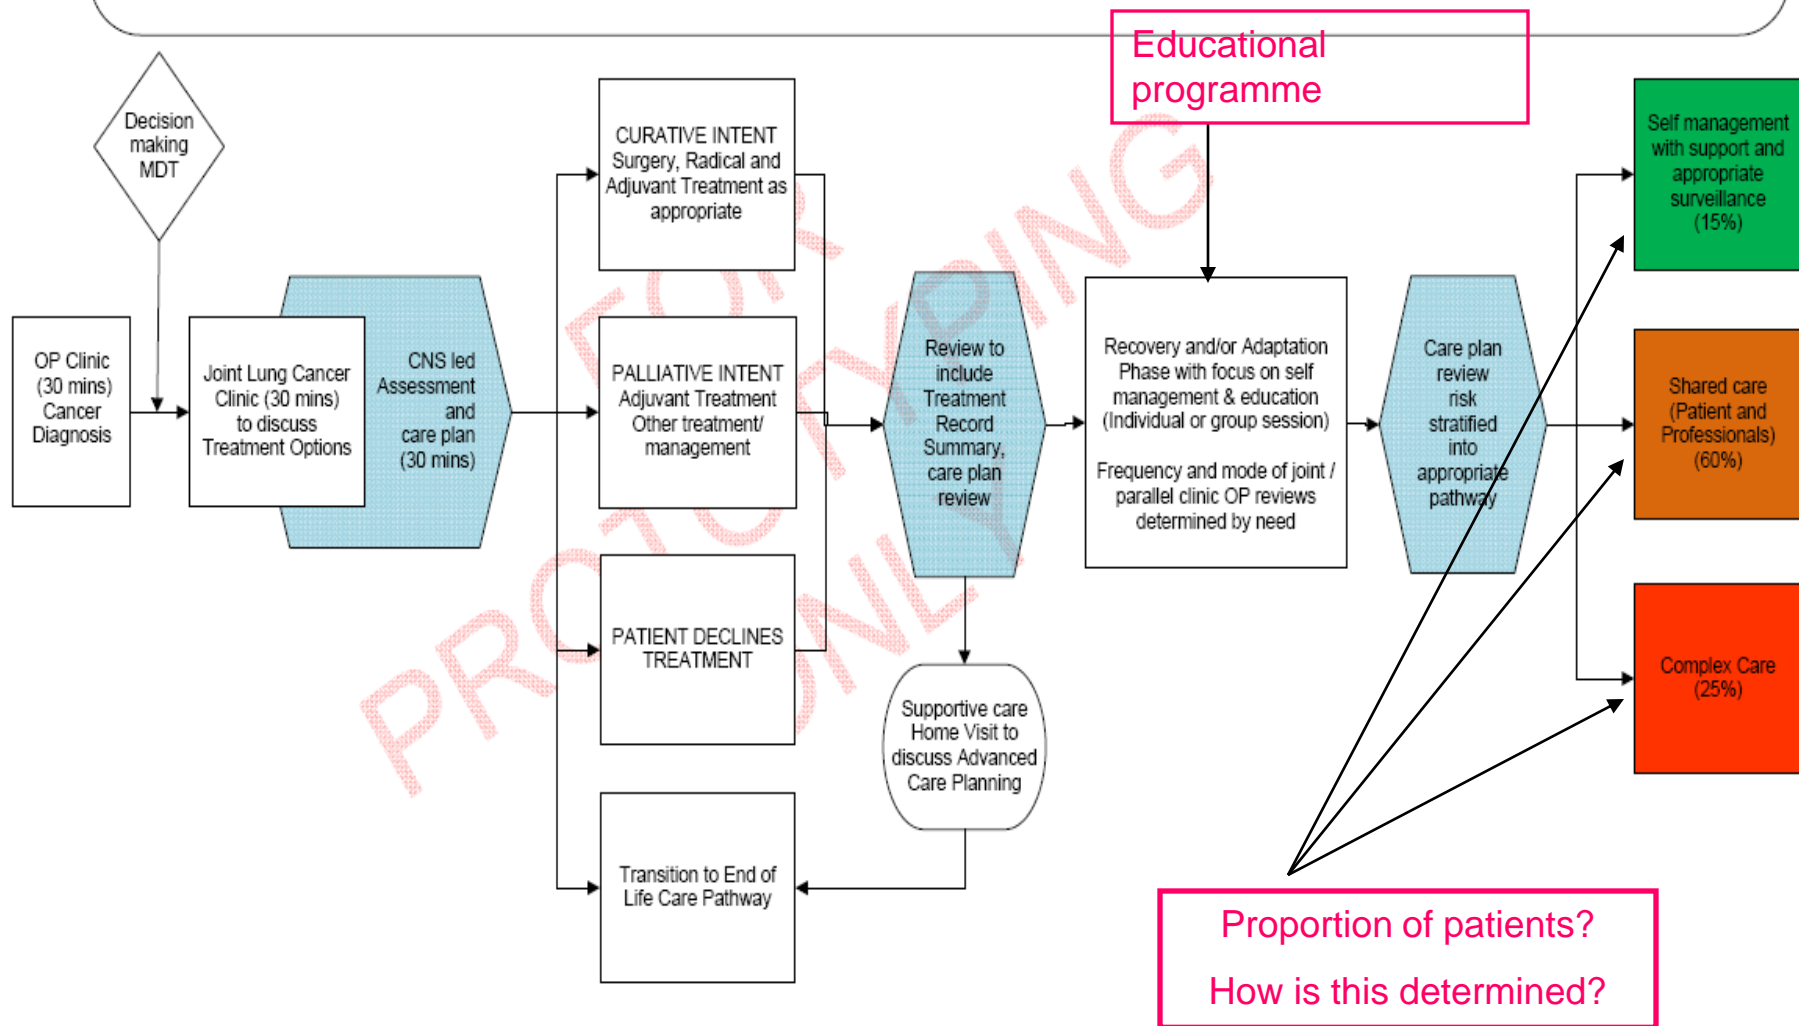 Educational
programme
Decision
making
MDT
OP Clinic
(30 mins)
Cancer
Diagnosis
Joint Lung Cancer
Clinic (30 mins)
to discuss
Treatment Options
CNS led
Assessment
and
care plan
(30 mins)
CURATIVE INTENT
Surgery, Radical and
Adjuvant Treatment as
appropriate
PALLIATIVE INTENT
Adjuvant Treatment
Other treatment/
management
PATIENT DECLINES
TREATMENT
Transition to End of
Life Care Pathway
Review to
include
Treatment
Record
Summary,
care plan
review
Supportive care
Home Visit to
discuss Advanced
Care Planning
Recovery and/or Adaptation
Phase with focus on self
management & education
(Individual or group session)
Frequency and mode of joint /
parallel clinic OP reviews
determined by need
Care plan
review
risk
stratified
into
appropriate
pathway
Self management
with support and
appropriate
surveillance
(15%)
Shared care
(Patient and
Professionals)
(60%)
Complex Care
(25%)
Proportion of patients?
How is this determined?
FOR
PROTOTYPING
ONLY